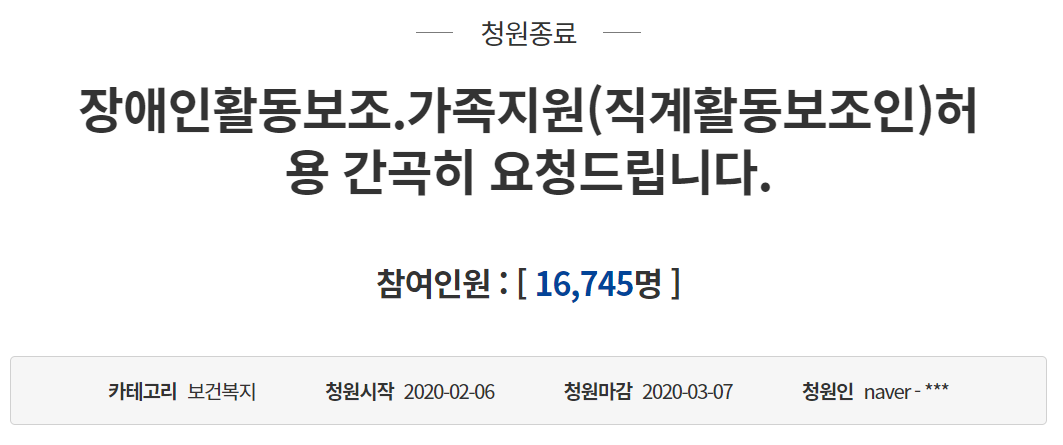 청원종료
장애인활동보조.가족지원(직계활동보조인)허
용 간곡히 요청드립니다.
참여인원 : [ 16,745명 ]
카테고리 보건복지 청원시작 2020-02-06 청원마감 2020-03-07 청원인 naver - ***